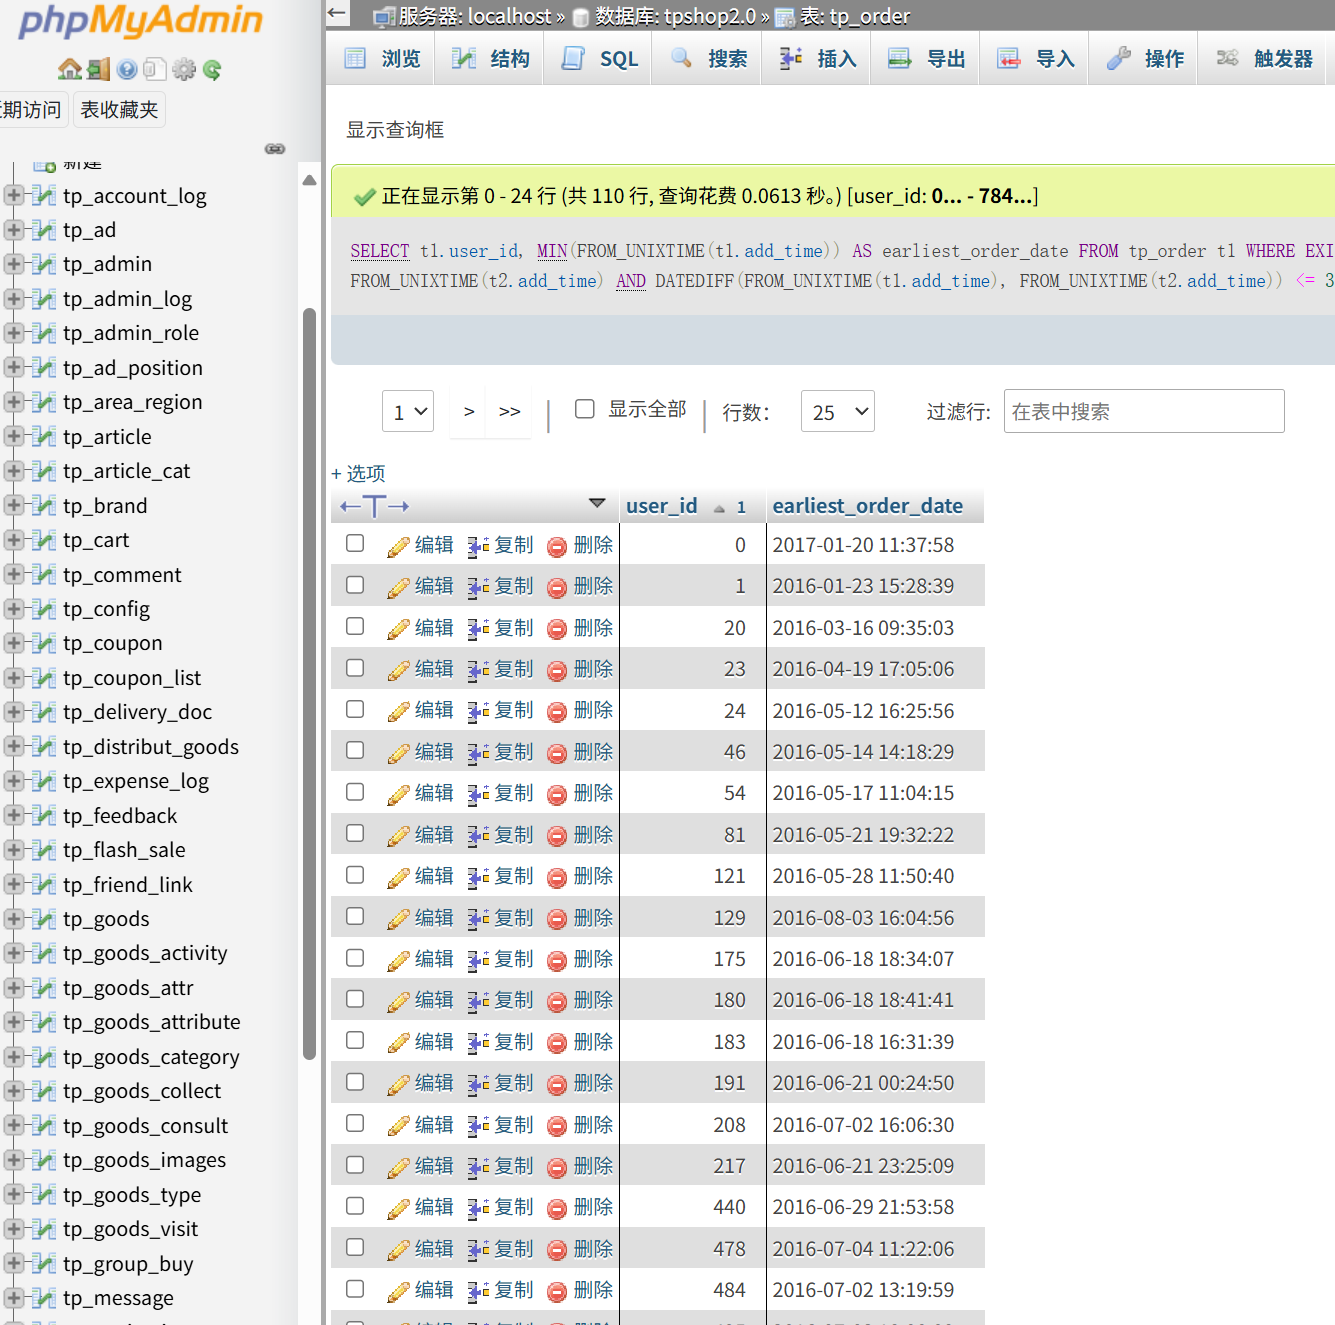 phpMyAdmin
期访问 表收藏夹
新建
tp_account_log
tp_ad
tp_admin
tp_admin_log
tp_admin_role
tp_ad_position
tp_area_region
tp_article
tp_article_cat
tp_brand
tp_cart
tp_comment
tp_config
tp_coupon
tp_coupon_list
tp_delivery_doc
tp_distribut_goods
tp_expense_log
tp_feedback
tp_flash_sale
tp_friend_link
tp_goods
tp_goods_activity
tp_goods_attr
tp_goods_attribute
tp_goods_category
tp_goods_collect
tp_goods_consult
tp_goods_images
tp_goods_type
tp_goods_visit
tp_group_buy
tp_message
服务器: localhost » 数据库: tpshop2.0 » 表: tp_order
浏览 结构 SQL 搜索 插入 导出 导入 操作 触发器
显示查询框
正在显示第 0 - 24 行 (共 110 行, 查询花费 0.0613 秒。) [user_id: 0... - 784...]
SELECT t1.user_id, MIN(FROM_UNIXTIME(t1.add_time)) AS earliest_order_date FROM tp_order t1 WHERE EXI
FROM_UNIXTIME(t2.add_time) AND DATEDIFF(FROM_UNIXTIME(t1.add_time), FROM_UNIXTIME(t2.add_time)) <= 3
1 > >> | 显示全部 | 行数： 25 过滤行: 在表中搜索
+ 选项
←T→ user_id 1 earliest_order_date
编辑 复制 删除 0 2017-01-20 11:37:58
编辑 复制 删除 1 2016-01-23 15:28:39
编辑 复制 删除 20 2016-03-16 09:35:03
编辑 复制 删除 23 2016-04-19 17:05:06
编辑 复制 删除 24 2016-05-12 16:25:56
编辑 复制 删除 46 2016-05-14 14:18:29
编辑 复制 删除 54 2016-05-17 11:04:15
编辑 复制 删除 81 2016-05-21 19:32:22
编辑 复制 删除 121 2016-05-28 11:50:40
编辑 复制 删除 129 2016-08-03 16:04:56
编辑 复制 删除 175 2016-06-18 18:34:07
编辑 复制 删除 180 2016-06-18 18:41:41
编辑 复制 删除 183 2016-06-18 16:31:39
编辑 复制 删除 191 2016-06-21 00:24:50
编辑 复制 删除 208 2016-07-02 16:06:30
编辑 复制 删除 217 2016-06-21 23:25:09
编辑 复制 删除 440 2016-06-29 21:53:58
编辑 复制 删除 478 2016-07-04 11:22:06
编辑 复制 删除 484 2016-07-02 13:19:59